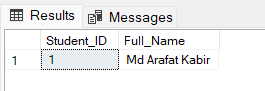 Results Messages
Student_ID Full_Name
1 1 Md Arafat Kabir